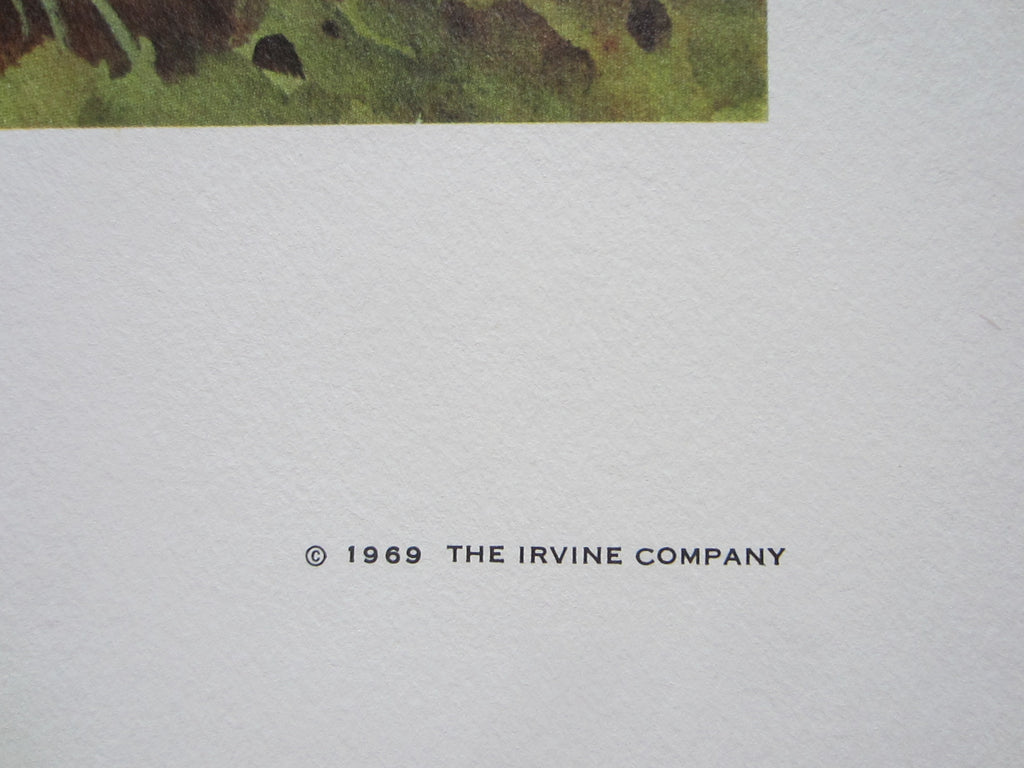 © 1969 THE IRVINE COMPANY